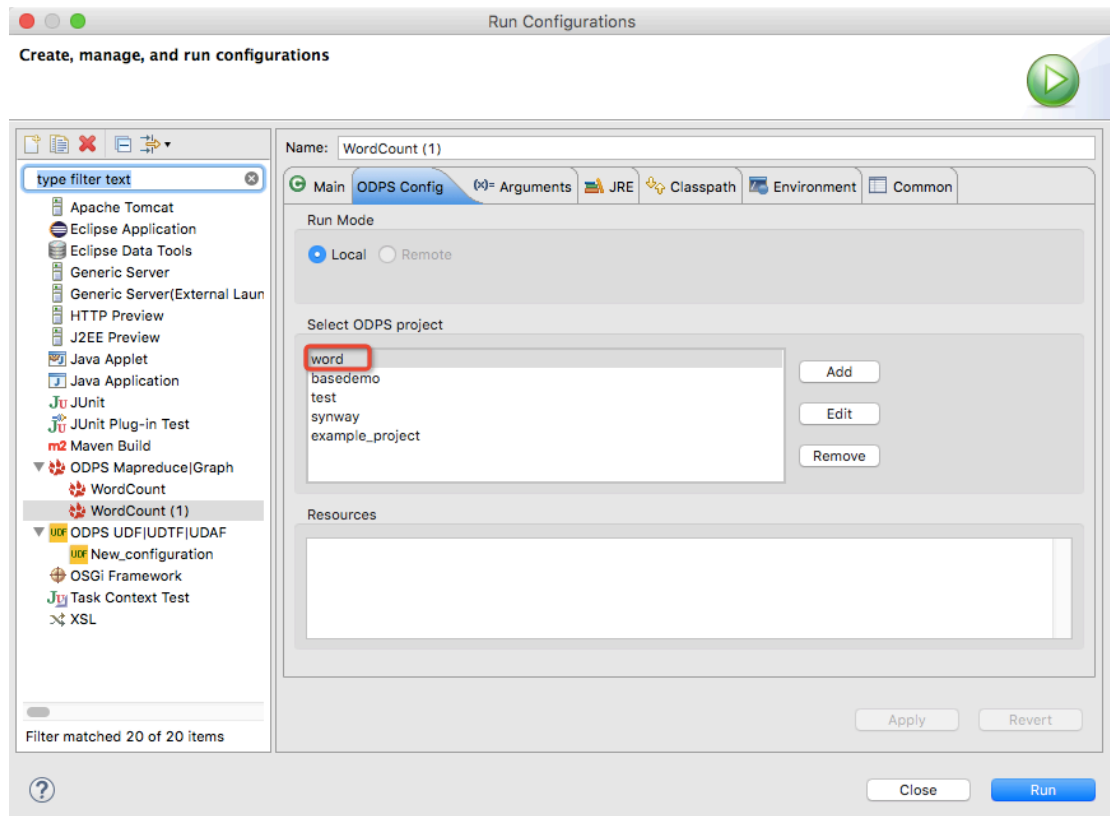 Run Configurations
Create, manage, and run configurations
type filter text
Apache Tomcat
Eclipse Application
Eclipse Data Tools
Generic Server
Generic Server(External Laun
HTTP Preview
J2EE Preview
Java Applet
Java Application
JUnit
JUnit Plug-in Test
Maven Build
ODPS Mapreduce|Graph
WordCount
WordCount (1)
ODPS UDF|UDTF|UDAF
New_configuration
OSGi Framework
Task Context Test
XSL
Filter matched 20 of 20 items
Name: WordCount (1)
Main ODPS Config (x)= Arguments JRE Classpath Environment Common
Run Mode
Local Remote
Select ODPS project
word
basedemo
test
synway
example_project
Add
Edit
Remove
Resources
Apply Revert
? Close Run